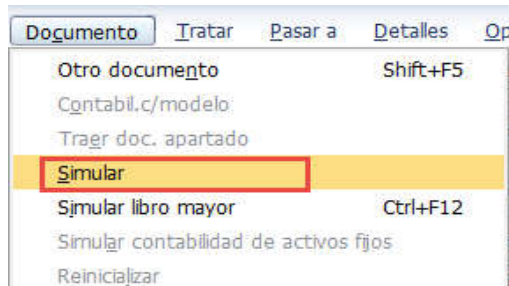 Documento Tratar Pasar a Detalles Op
Otro documento Shift+F5
Contabil.c/modelo
Traer doc. apartado
Simular
Simular libro mayor Ctrl+F12
Simular contabilidad de activos fijos
Reinicializar